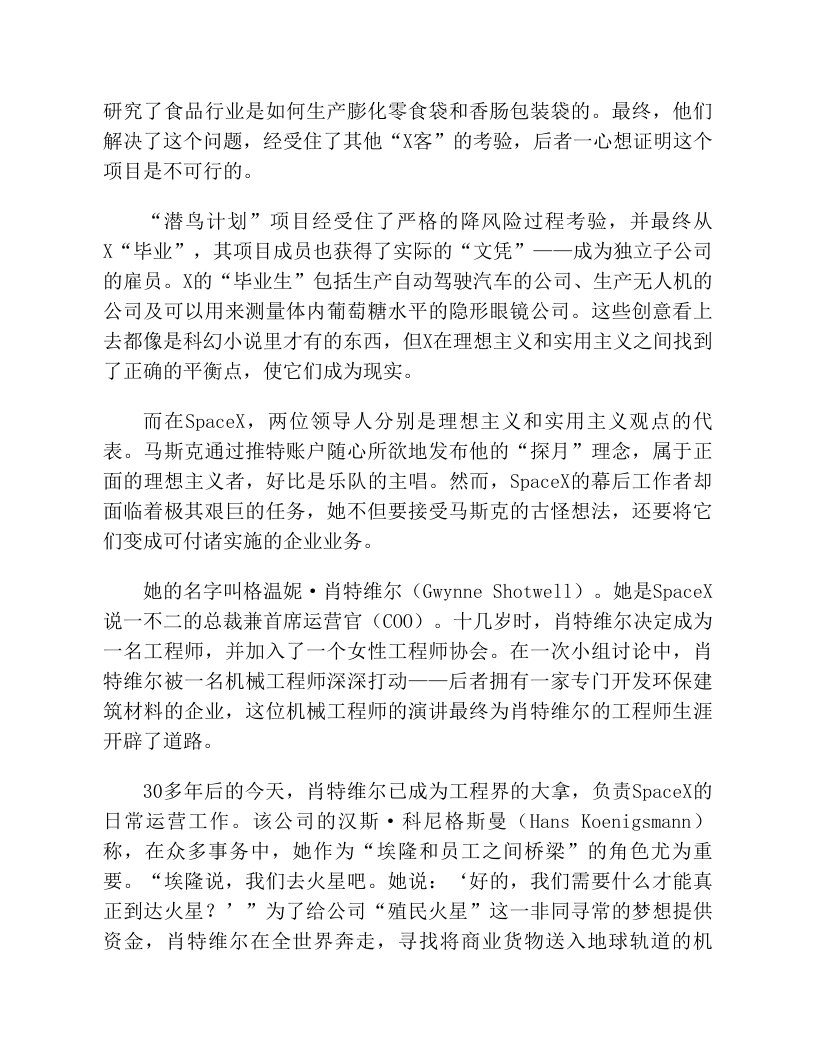 研究了食品行业是如何生产膨化零食袋和香肠包装袋的。最终，他们
解决了这个问题，经受住了其他“X客”的考验，后者一心想证明这个
项目是不可行的。
“潜鸟计划”项目经受住了严格的降风险过程考验，并最终从
X“毕业”，其项目成员也获得了实际的“文凭”——成为独立子公司
的雇员。X的“毕业生”包括生产自动驾驶汽车的公司、生产无人机的
公司及可以用来测量体内葡萄糖水平的隐形眼镜公司。这些创意看上
去都像是科幻小说里才有的东西，但X在理想主义和实用主义之间找到
了正确的平衡点，使它们成为现实。
而在SpaceX，两位领导人分别是理想主义和实用主义观点的代
表。马斯克通过推特账户随心所欲地发布他的“探月”理念，属于正
面的理想主义者，好比是乐队的主唱。然而，SpaceX的幕后工作者却
面临着极其艰巨的任务，她不但要接受马斯克的古怪想法，还要将它
们变成可付诸实施的企业业务。
她的名字叫格温妮·肖特维尔（Gwynne Shotwell）。她是SpaceX
说一不二的总裁兼首席运营官（COO）。十几岁时，肖特维尔决定成为
一名工程师，并加入了一个女性工程师协会。在一次小组讨论中，肖
特维尔被一名机械工程师深深打动——后者拥有一家专门开发环保建
筑材料的企业，这位机械工程师的演讲最终为肖特维尔的工程师生涯
开辟了道路。
30多年后的今天，肖特维尔已成为工程界的大拿，负责SpaceX的
日常运营工作。该公司的汉斯·科尼格斯曼（Hans Koenigsmann）
称，在众多事务中，她作为“埃隆和员工之间桥梁”的角色尤为重
要。“埃隆说，我们去火星吧。她说：‘好的，我们需要什么才能真
正到达火星？’”为了给公司“殖民火星”这一非同寻常的梦想提供
资金，肖特维尔在全世界奔走，寻找将商业货物送入地球轨道的机